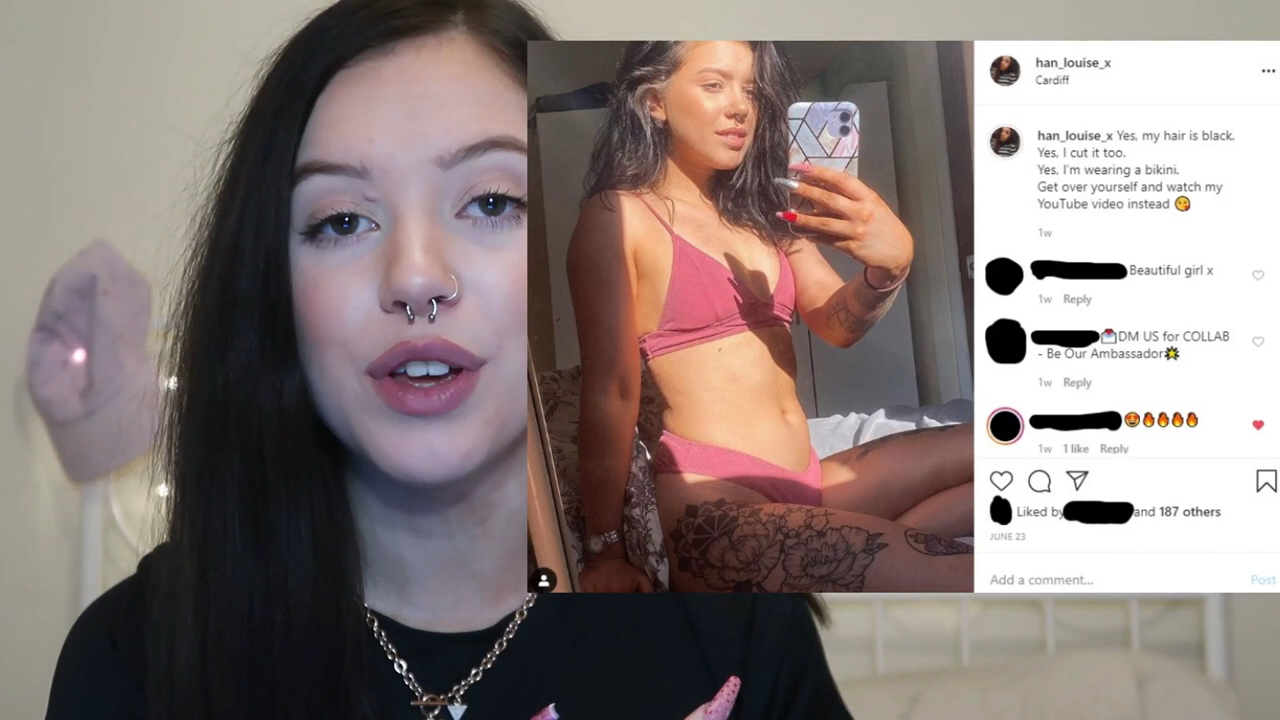 han_louise_x
Cardiff
han_louise_x Yes, my hair is black.
Yes, I cut it too.
Yes, I'm wearing a bikini.
Get over yourself and watch my
YouTube video instead 😘
1w
Beautiful girl x
1w Reply
📩DM US for COLLAB
- Be Our Ambassador💥
1w Reply
😍🔥🔥🔥🔥
1w 1 like Reply
Liked by and 187 others
JUNE 23
Add a comment... Post